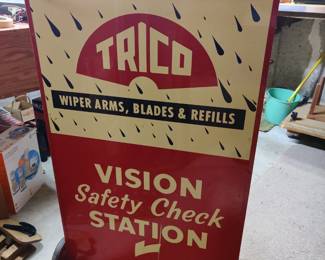 TRICO
WIPER ARMS, BLADES & REFILLS
VISION
Safety Check
STATION